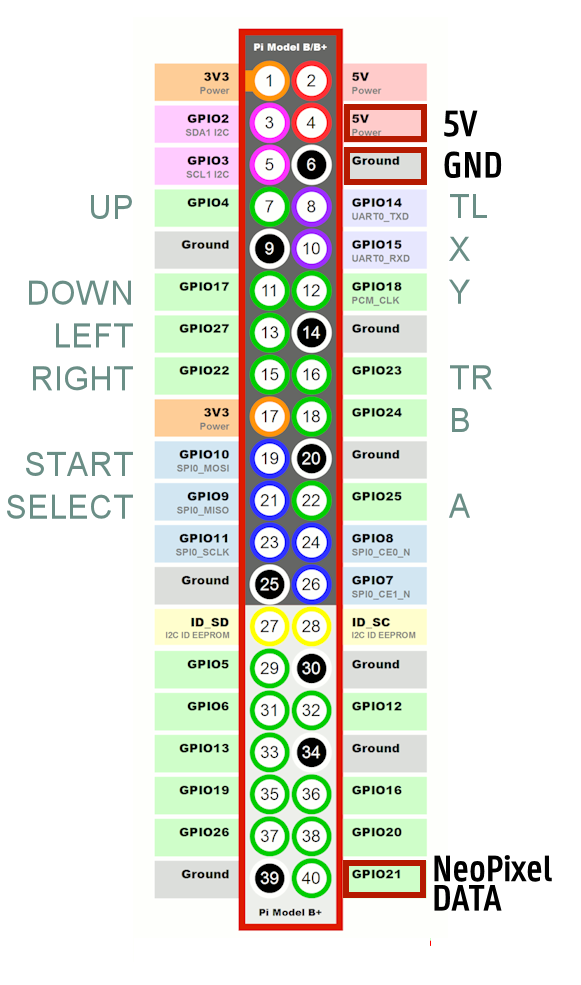 Pi Model B/B+
3V3 1 2 5V
Power Power
GPIO2 3 4 5V 5V
SDA1 I2C Power
GPIO3 5 6 Ground GND
SCL1 I2C
UP GPIO4 7 8 GPIO14 TL
UART0_TXD
Ground 9 10 GPIO15 X
UART0_RXD
DOWN GPIO17 11 12 GPIO18 Y
PCM_CLK
LEFT GPIO27 13 14 Ground
RIGHT GPIO22 15 16 GPIO23 TR
3V3 17 18 GPIO24 B
Power
START GPIO10 19 20 Ground
SPI0_MOSI
SELECT GPIO9 21 22 GPIO25 A
SPI0_MISO
GPIO11 23 24 GPIO8
SPI0_SCLK SPI0_CE0_N
Ground 25 26 GPIO7
SPI0_CE1_N
ID_SD 27 28 ID_SC
I2C ID EEPROM I2C ID EEPROM
GPIO5 29 30 Ground
GPIO6 31 32 GPIO12
GPIO13 33 34 Ground
GPIO19 35 36 GPIO16
GPIO26 37 38 GPIO20
Ground 39 40 GPIO21 NeoPixel
DATA
Pi Model B+